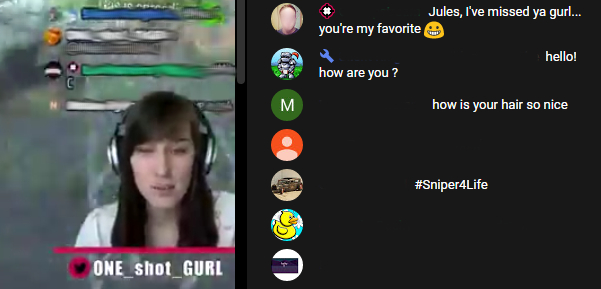 Jules, I've missed ya gurl...
you're my favorite
hello!
how are you ?
M
how is your hair so nice
#Sniper4Life
ONE_shot_GURL